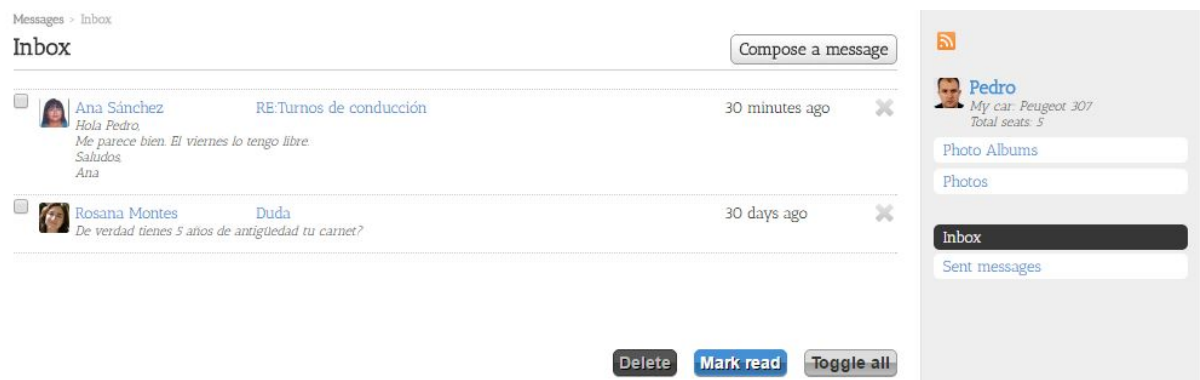 Messages > Inbox
Inbox
Compose a message
Ana Sánchez RE:Turnos de conducción 30 minutes ago
Hola Pedro,
Me parece bien. El viernes lo tengo libre.
Saludos,
Ana
Rosana Montes Duda 30 days ago
De verdad tienes 5 años de antigüedad tu carnet?
Delete Mark read Toggle all
Pedro
My car: Peugeot 307
Total seats: 5
Photo Albums
Photos
Inbox
Sent messages